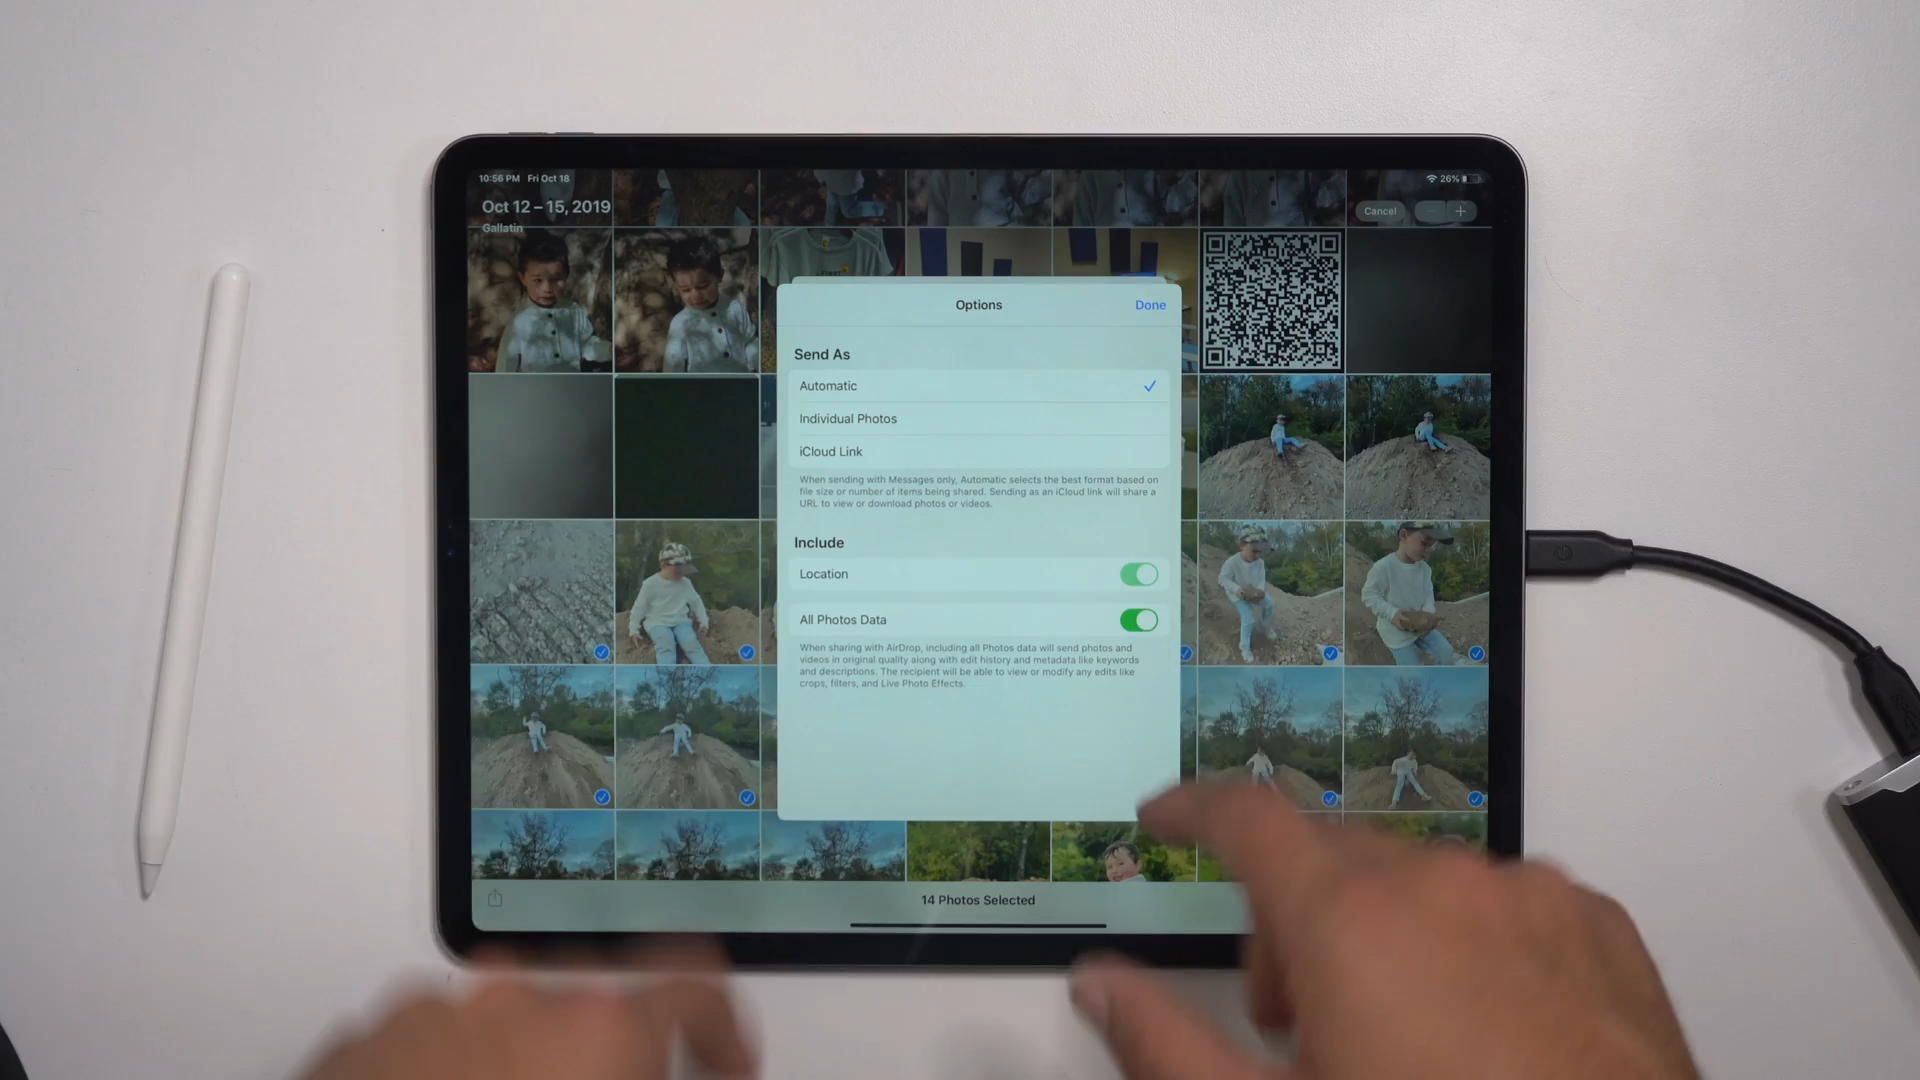 10:56 PM Fri Oct 18
26%
Oct 12 – 15, 2019
Cancel
Gallatin
Options
Done
Send As
Automatic
Individual Photos
iCloud Link
When sending with Messages only, Automatic selects the best format based on
file size or number of items being shared. Sending as an iCloud link will share a
URL to view or download photos or videos.
Include
Location
All Photos Data
When sharing with AirDrop, including all Photos data will send photos and
videos in original quality along with edit history and metadata like keywords
and descriptions. The recipient will be able to view or modify any edits like
crops, filters, and Live Photo Effects.
14 Photos Selected